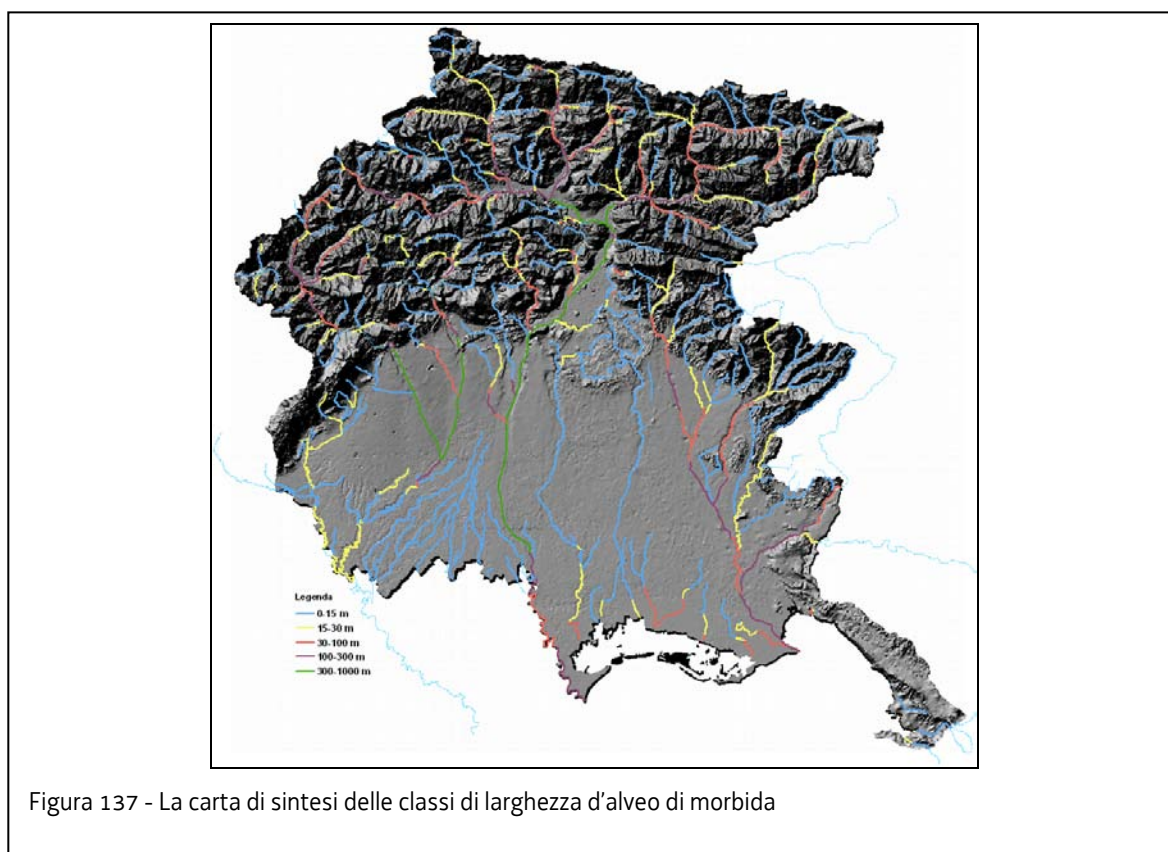 Legenda
0-15 m
15-30 m
30-100 m
100-300 m
300-1000 m
Figura 137 - La carta di sintesi delle classi di larghezza d'alveo di morbida